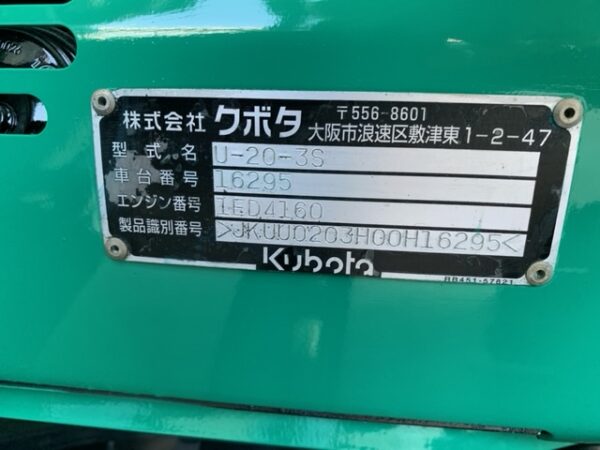 株式会社 クボタ 〒556-8601
大阪市浪速区敷津東1-2-47
型式名 U-20-3S
車台番号 16295
エンジン番号 1ED4160
製品識別番号 >JKUU0203H00H16295<
Kubota
RB451-57821